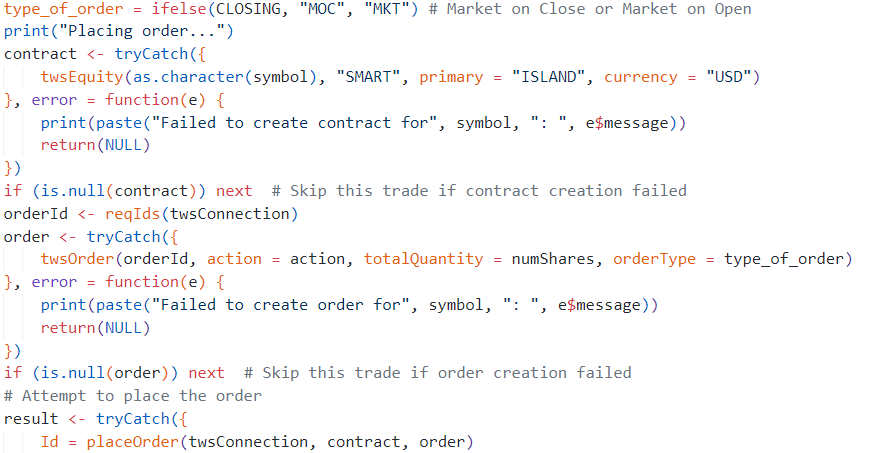 type_of_order = ifelse(CLOSING, "MOC", "MKT") # Market on Close or Market on Open
print("Placing order...")
contract <- tryCatch({
    twsEquity(as.character(symbol), "SMART", primary = "ISLAND", currency = "USD")
}, error = function(e) {
    print(paste("Failed to create contract for", symbol, ": ", e$message))
    return(NULL)
})
if (is.null(contract)) next  # Skip this trade if contract creation failed
orderId <- reqIds(twsConnection)
order <- tryCatch({
    twsOrder(orderId, action = action, totalQuantity = numShares, orderType = type_of_order)
}, error = function(e) {
    print(paste("Failed to create order for", symbol, ": ", e$message))
    return(NULL)
})
if (is.null(order)) next  # Skip this trade if order creation failed
# Attempt to place the order
result <- tryCatch({
    Id = placeOrder(twsConnection, contract, order)